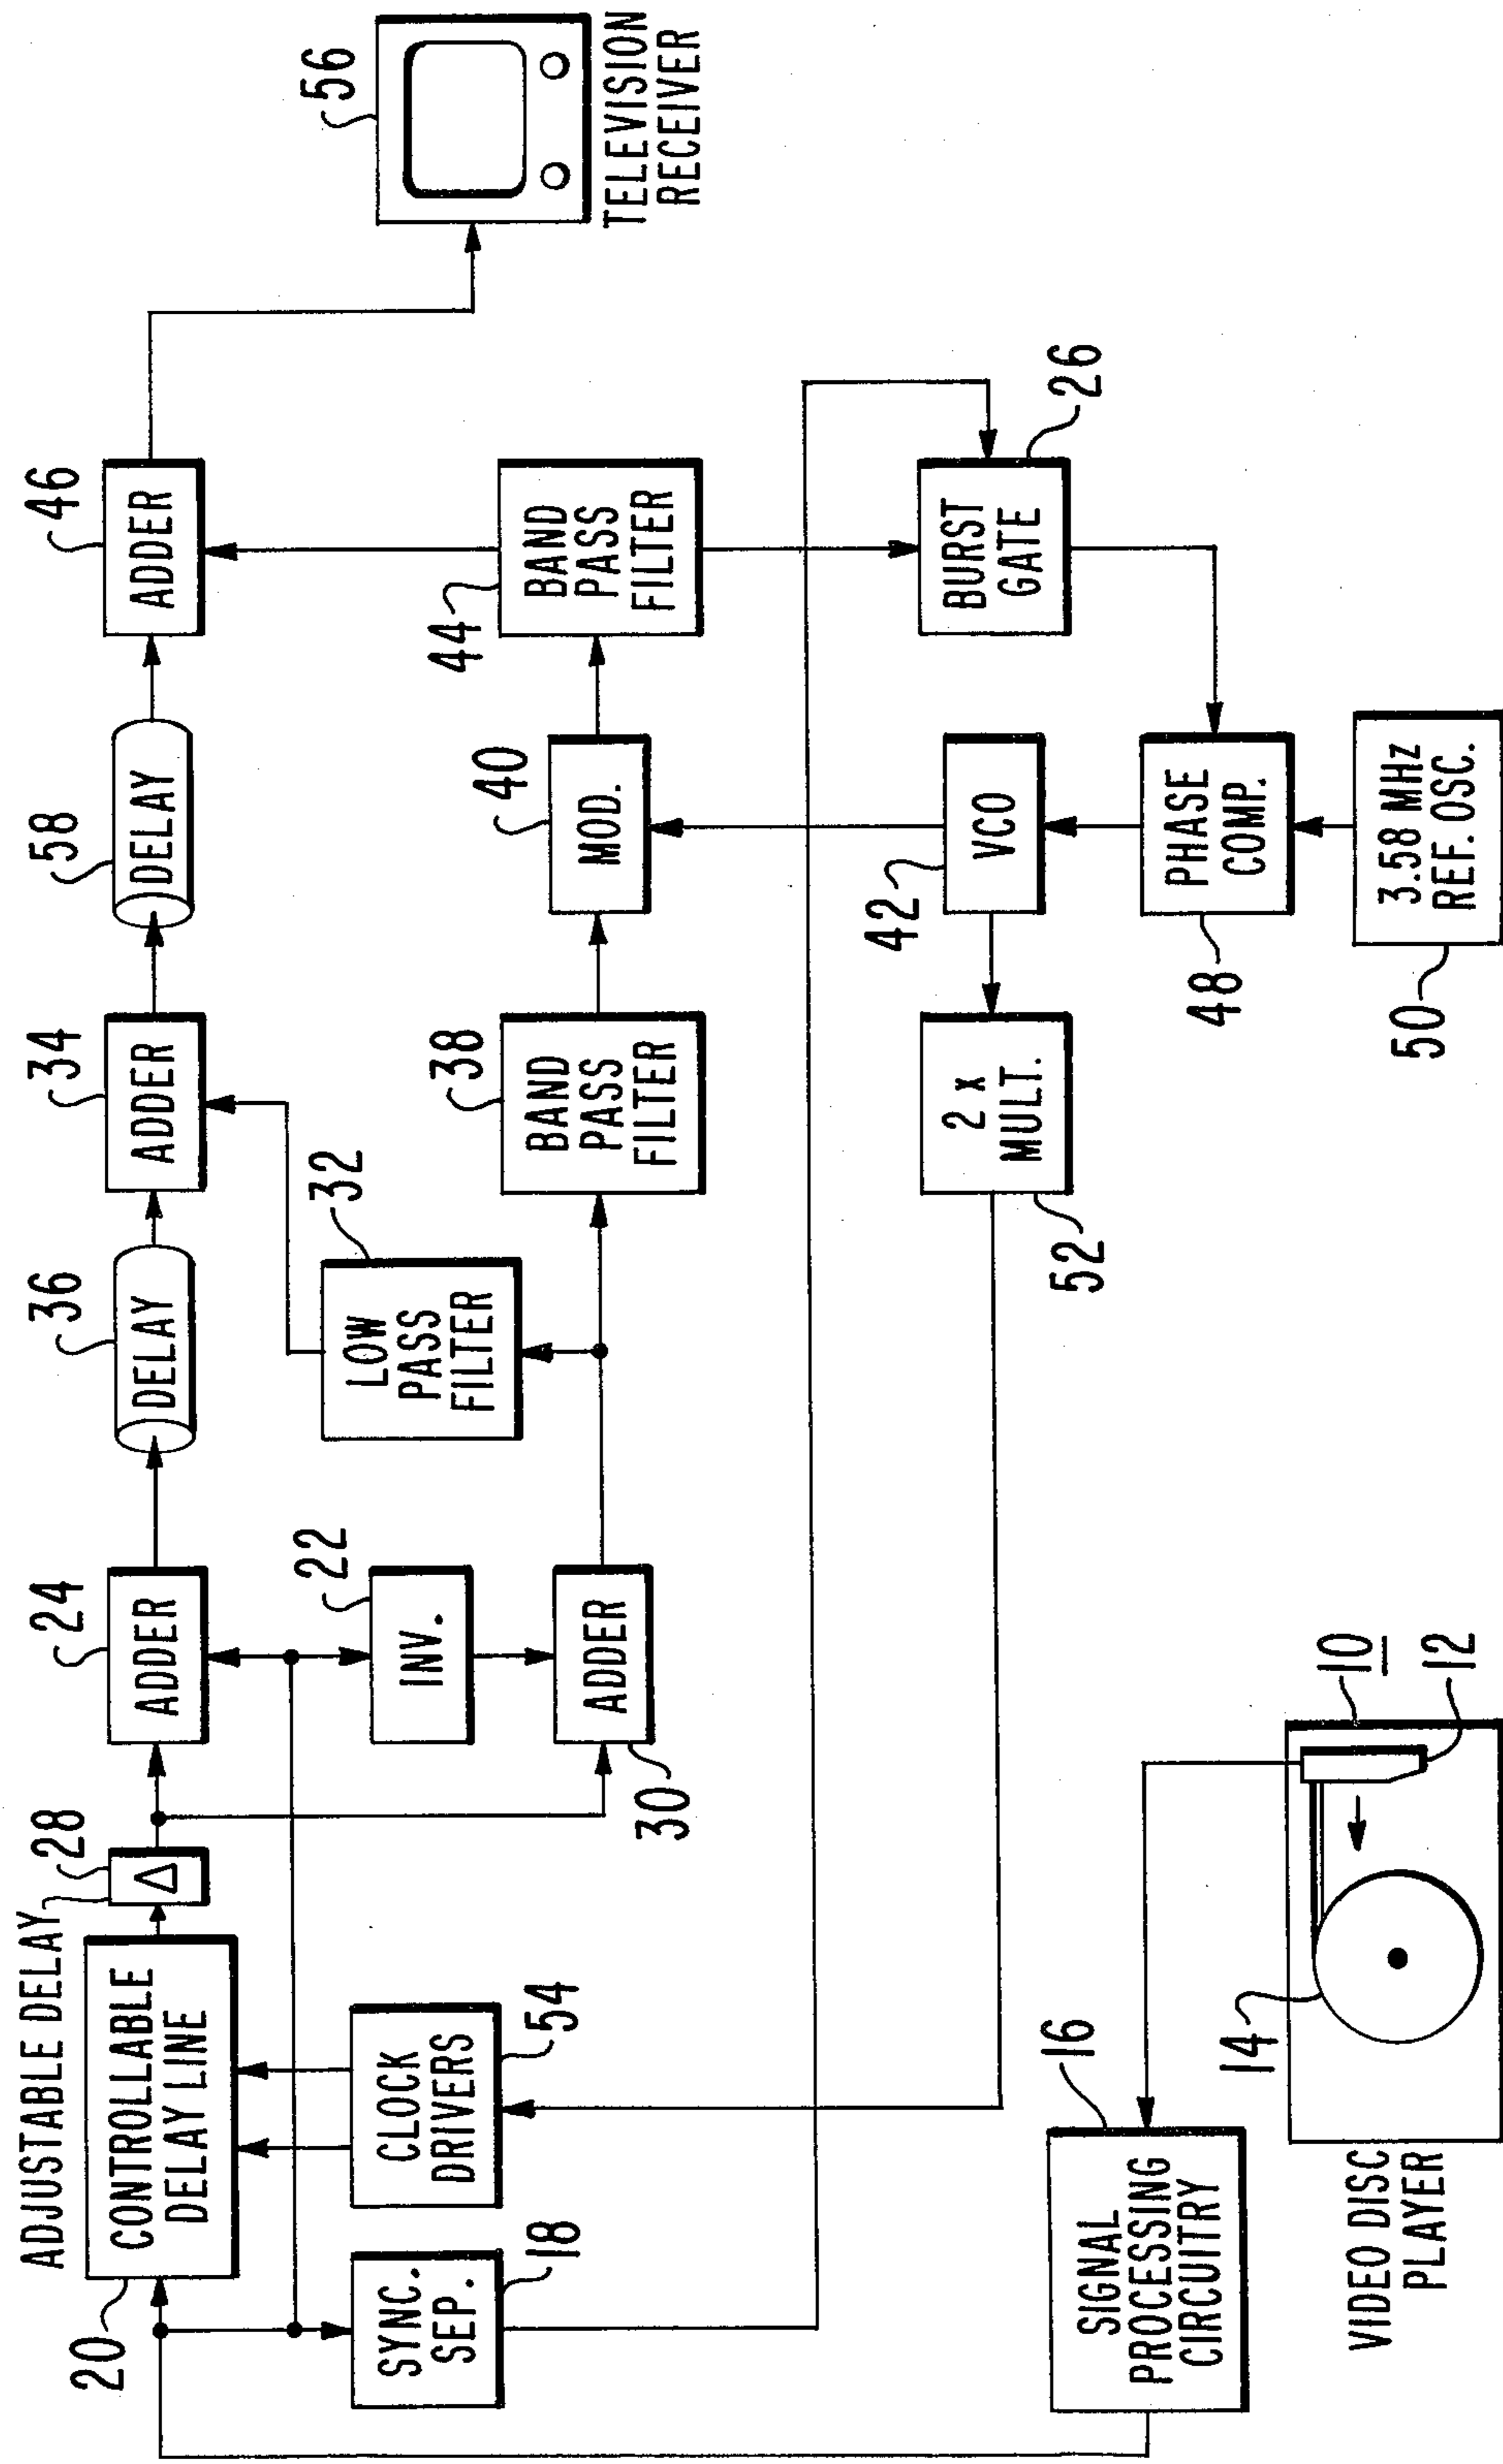 ADJUSTABLE DELAY
28
20
CONTROLLABLE
DELAY LINE
Δ
24
ADDER
36
DELAY
34
ADDER
58
DELAY
46
ADDER
56
TELEVISION
RECEIVER
SYNC.
SEP.
18
CLOCK
DRIVERS
54
22
INV.
ADDER
30
32
LOW
PASS
FILTER
38
BAND
PASS
FILTER
40
MOD.
44
BAND
PASS
FILTER
52
2 x
MULT.
42
VCO
BURST
GATE
26
48
PHASE
COMP.
50
3.58 MHz
REF. OSC.
16
SIGNAL
PROCESSING
CIRCUITRY
14
10
12
VIDEO DISC
PLAYER